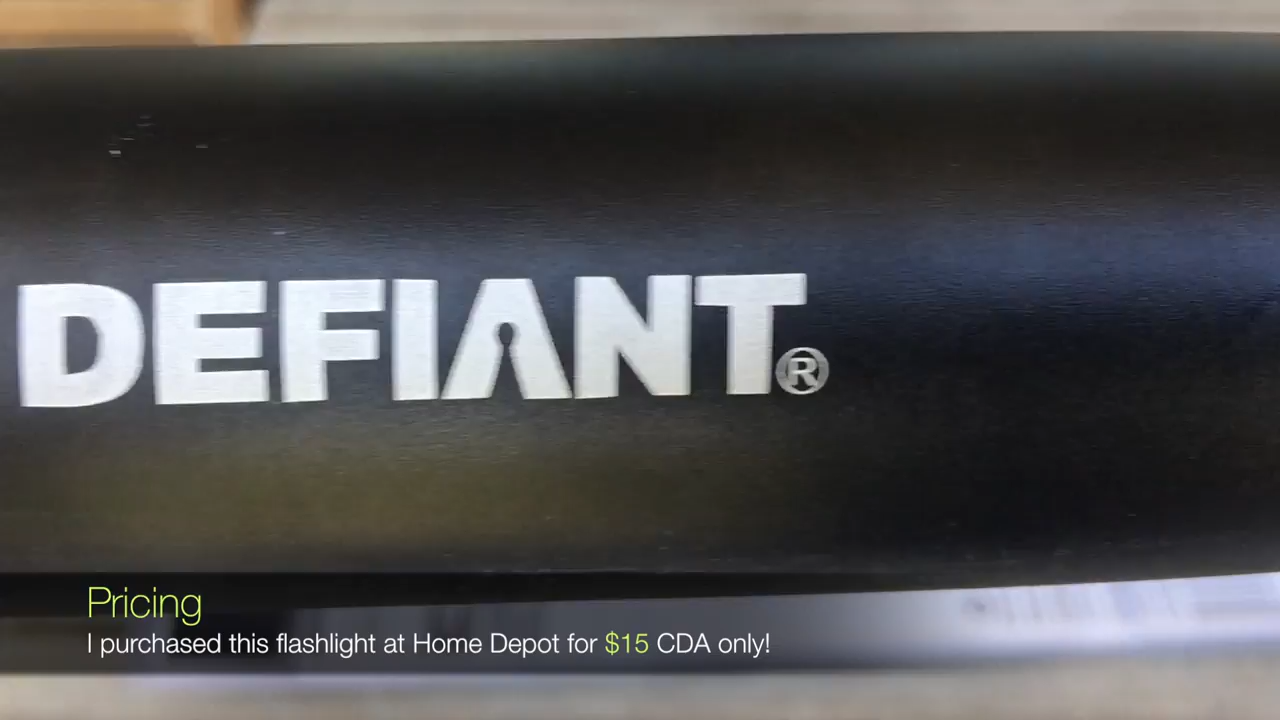 DEFIANT®
Pricing
I purchased this flashlight at Home Depot for $15 CDA only!